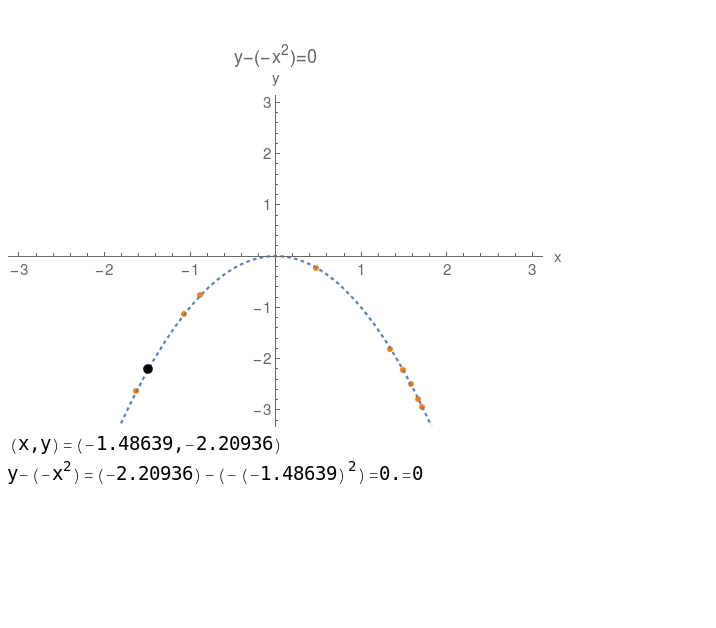 y−(−x²)=0
y
3
2
1
−3 −2 −1 1 2 3 x
−1
−2
−3
(x,y)=(−1.48639,−2.20936)
y−(−x²)=(−2.20936)−(−(−1.48639)²)=0.=0